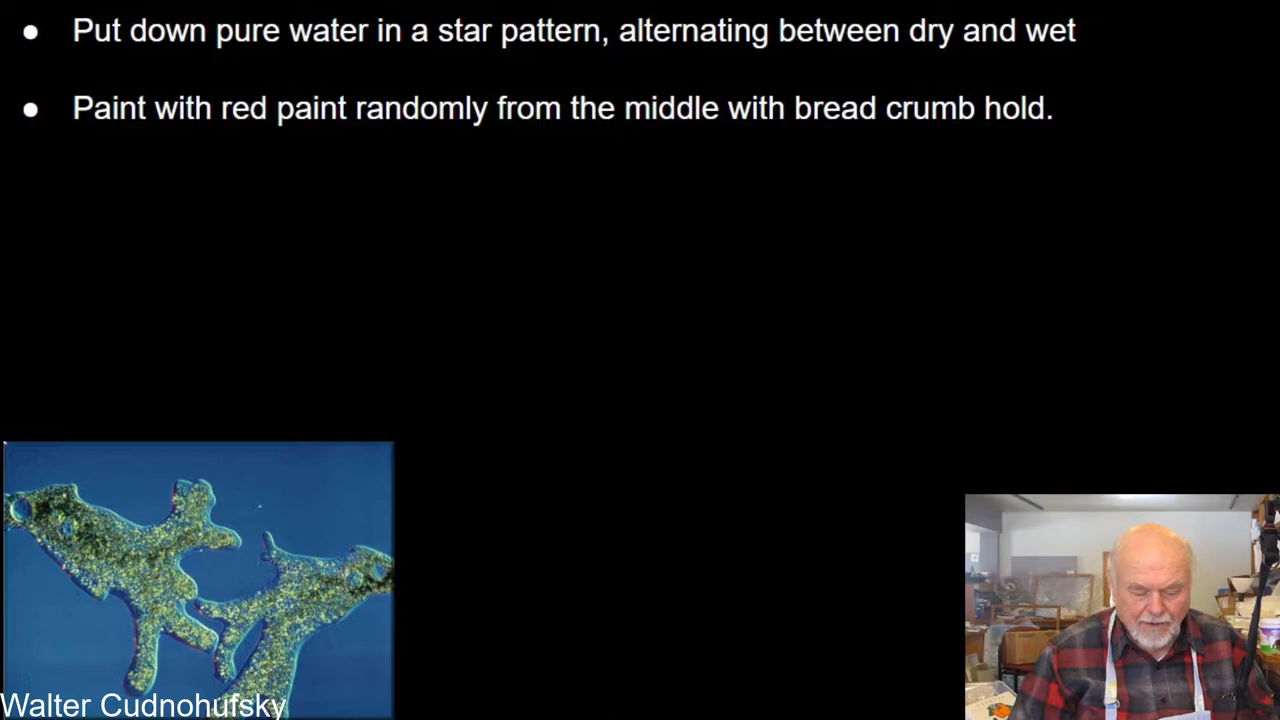 ● Put down pure water in a star pattern, alternating between dry and wet
● Paint with red paint randomly from the middle with bread crumb hold.
Walter Cudnohufsky